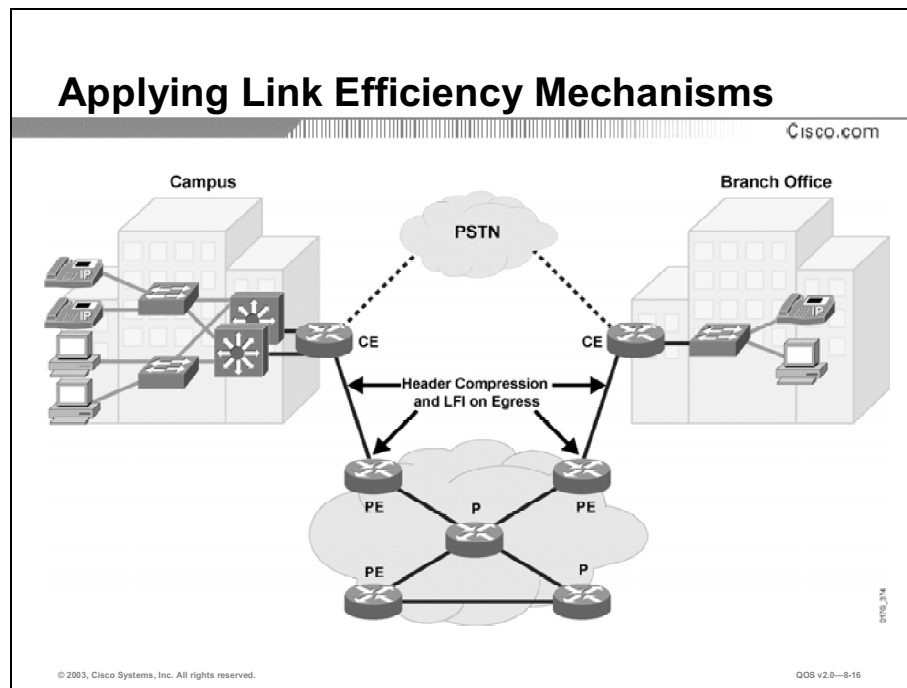 Applying Link Efficiency Mechanisms
Cisco.com
Campus
Branch Office
PSTN
IP
IP
IP
CE
CE
Header Compression
and LFI on Egress
PE
P
PE
PE
P
017G_374
© 2003, Cisco Systems, Inc. All rights reserved.
QOS v2.0—8-16